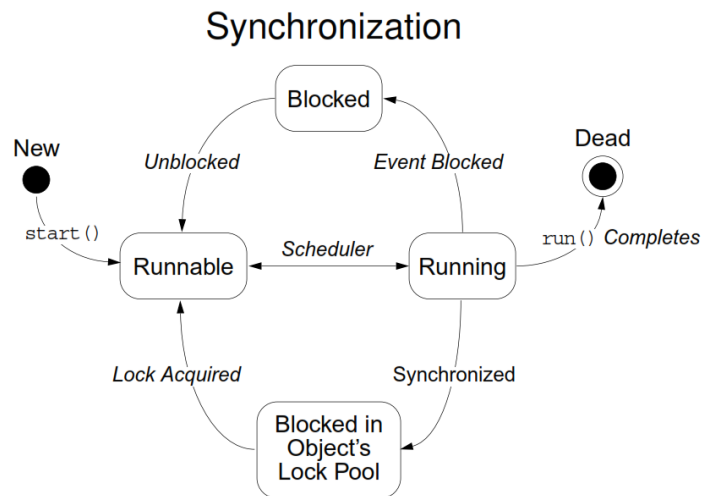 Synchronization
Blocked
New
Dead
Unblocked
Event Blocked
start()
run() Completes
Runnable
Scheduler
Running
Lock Acquired
Synchronized
Blocked in
Object's
Lock Pool